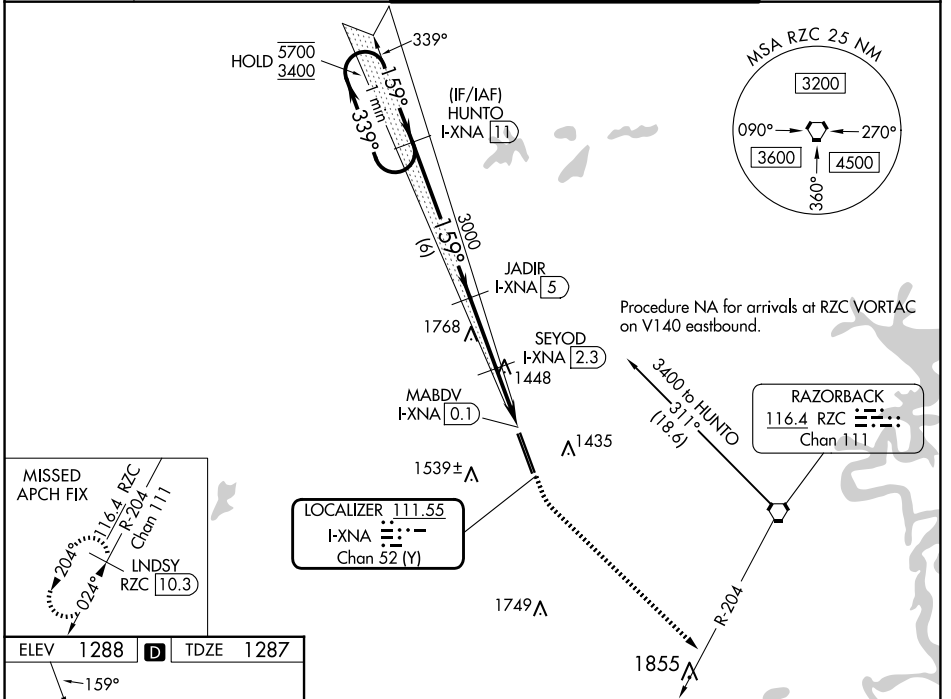 HOLD 5700
3400
339°
159°
1 min
339°
(IF/IAF)
HUNTO
I-XNA 11
MSA RZC 25 NM
3200
090°
270°
3600
4500
360°
3000
159°
(6)
JADIR
I-XNA 5
1768
SEYOD
I-XNA 2.3
1448
MABDV
I-XNA 0.1
1435
1539±
Procedure NA for arrivals at RZC VORTAC
on V140 eastbound.
3400 to HUNTO
311°
(18.6)
RAZORBACK
116.4 RZC
Chan 111
LOCALIZER 111.55
I-XNA
Chan 52 (Y)
R-204
1749
1855
MISSED
APCH FIX
116.4 RZC
R-204
Chan 111
204°
024°
LNDSY
RZC 10.3
ELEV 1288 D TDZE 1287
159°